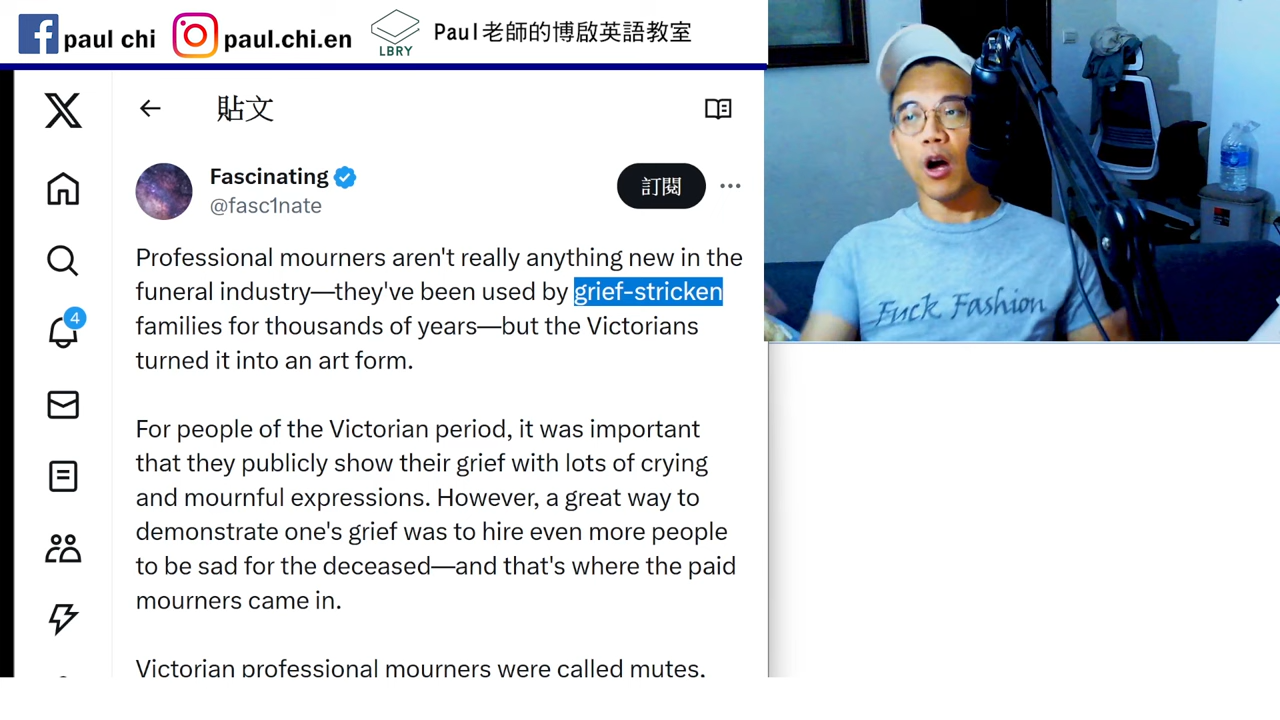 paul chi
paul.chi.en
LBRY
Paul老師的博啟英語教室
貼文
Fascinating
@fasc1nate
訂閱
4
Professional mourners aren't really anything new in the
funeral industry—they've been used by grief-stricken
families for thousands of years—but the Victorians
turned it into an art form.
For people of the Victorian period, it was important
that they publicly show their grief with lots of crying
and mournful expressions. However, a great way to
demonstrate one's grief was to hire even more people
to be sad for the deceased—and that's where the paid
mourners came in.
Victorian professional mourners were called mutes,
Fuck Fashion